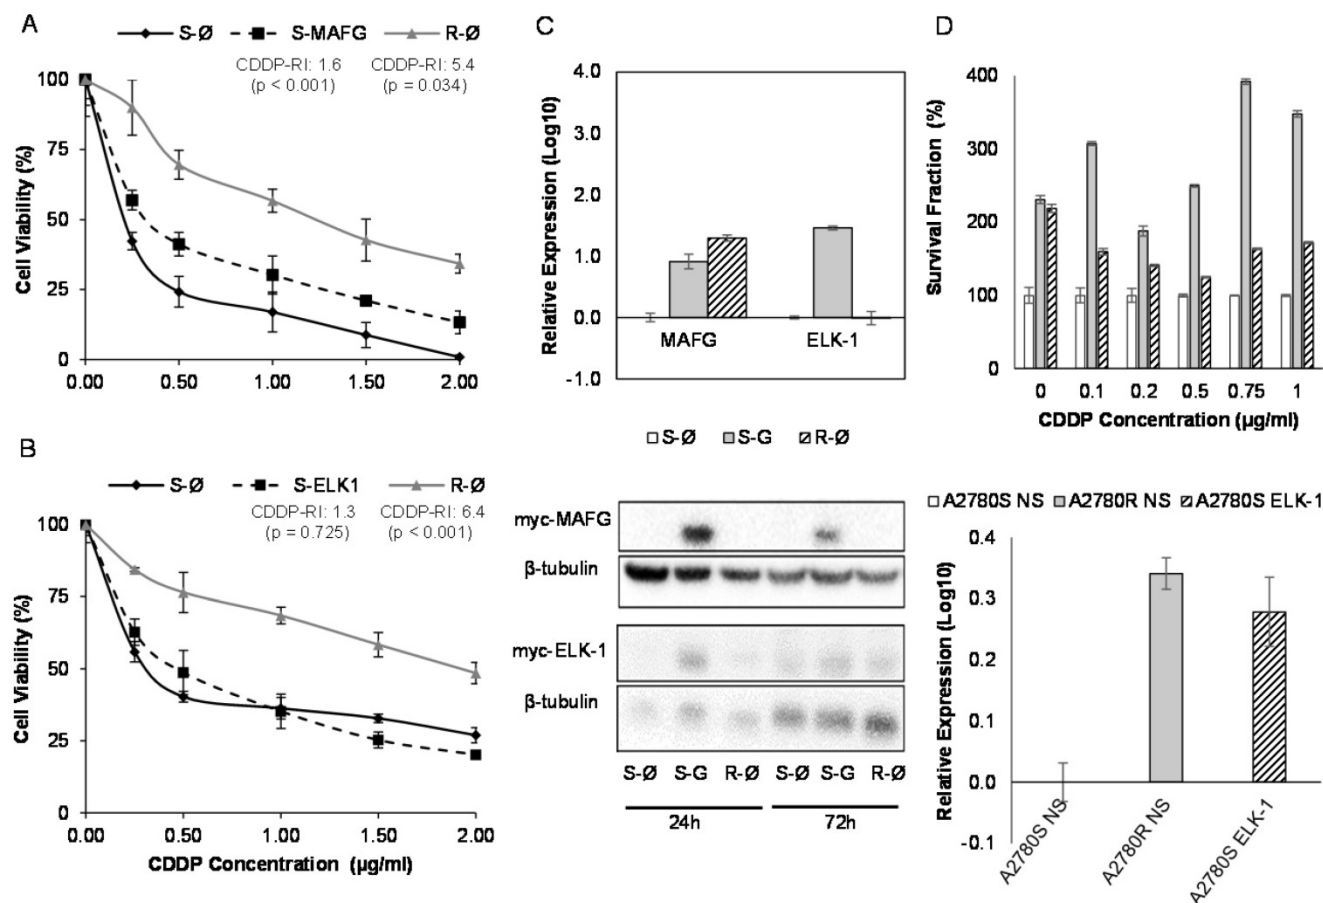 A
S-Ø S-MAFG R-Ø
CDDP-RI: 1.6 CDDP-RI: 5.4
(p < 0.001) (p = 0.034)
100
75
50
25
0
Cell Viability (%)
0.00 0.50 1.00 1.50 2.00
B
S-Ø S-ELK1 R-Ø
CDDP-RI: 1.3 CDDP-RI: 6.4
(p = 0.725) (p < 0.001)
100
75
50
25
0
Cell Viability (%)
0.00 0.50 1.00 1.50 2.00
CDDP Concentration (µg/ml)
C
4.0
3.0
2.0
1.0
0.0
-1.0
Relative Expression (Log10)
MAFG ELK-1
S-Ø S-G R-Ø
myc-MAFG
β-tubulin
myc-ELK-1
β-tubulin
S-Ø S-G R-Ø S-Ø S-G R-Ø
24h 72h
D
400
300
200
100
0
Survival Fraction (%)
0 0.1 0.2 0.5 0.75 1
CDDP Concentration (µg/ml)
A2780S NS A2780R NS A2780S ELK-1
0.4
0.3
0.2
0.1
0.0
-0.1
Relative Expression (Log10)
A2780S NS
A2780R NS
A2780S ELK-1